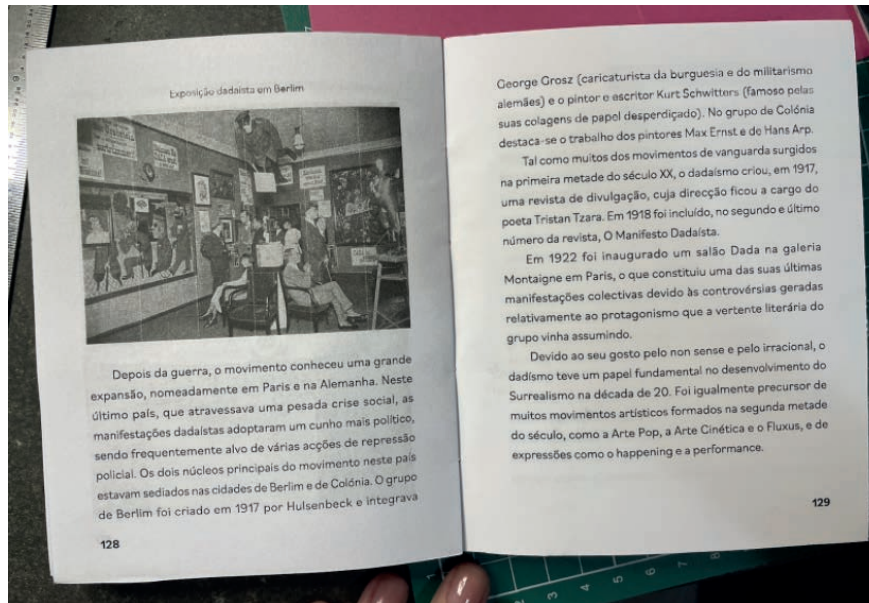 Exposição dadaista em Berlim
Depois da guerra, o movimento conheceu uma grande
expansão, nomeadamente em Paris e na Alemanha. Neste
último país, que atravessava uma pesada crise social, as
manifestações dadaístas adoptaram um cunho mais político,
sendo frequentemente alvo de várias acções de repressão
policial. Os dois núcleos principais do movimento neste país
estavam sediados nas cidades de Berlim e de Colónia. O grupo
de Berlim foi criado em 1917 por Hulsenbeck e integrava
128
George Grosz (caricaturista da burguesia e do militarismo
alemães) e o pintor e escritor Kurt Schwitters (famoso pelas
suas colagens de papel desperdiçado). No grupo de Colónia
destaca-se o trabalho dos pintores Max Ernst e de Hans Arp.
Tal como muitos dos movimentos de vanguarda surgidos
na primeira metade do século XX, o dadaísmo criou, em 1917,
uma revista de divulgação, cuja direcção ficou a cargo do
poeta Tristan Tzara. Em 1918 foi incluído, no segundo e último
número da revista, O Manifesto Dadaísta.
Em 1922 foi inaugurado um salão Dada na galeria
Montaigne em Paris, o que constituiu uma das suas últimas
manifestações colectivas devido às controvérsias geradas
relativamente ao protagonismo que a vertente literária do
grupo vinha assumindo.
Devido ao seu gosto pelo non sense e pelo irracional, o
dadísmo teve um papel fundamental no desenvolvimento do
Surrealismo na década de 20. Foi igualmente precursor de
muitos movimentos artísticos formados na segunda metade
do século, como a Arte Pop, a Arte Cinética e o Fluxus, e de
expressões como o happening e a performance.
129